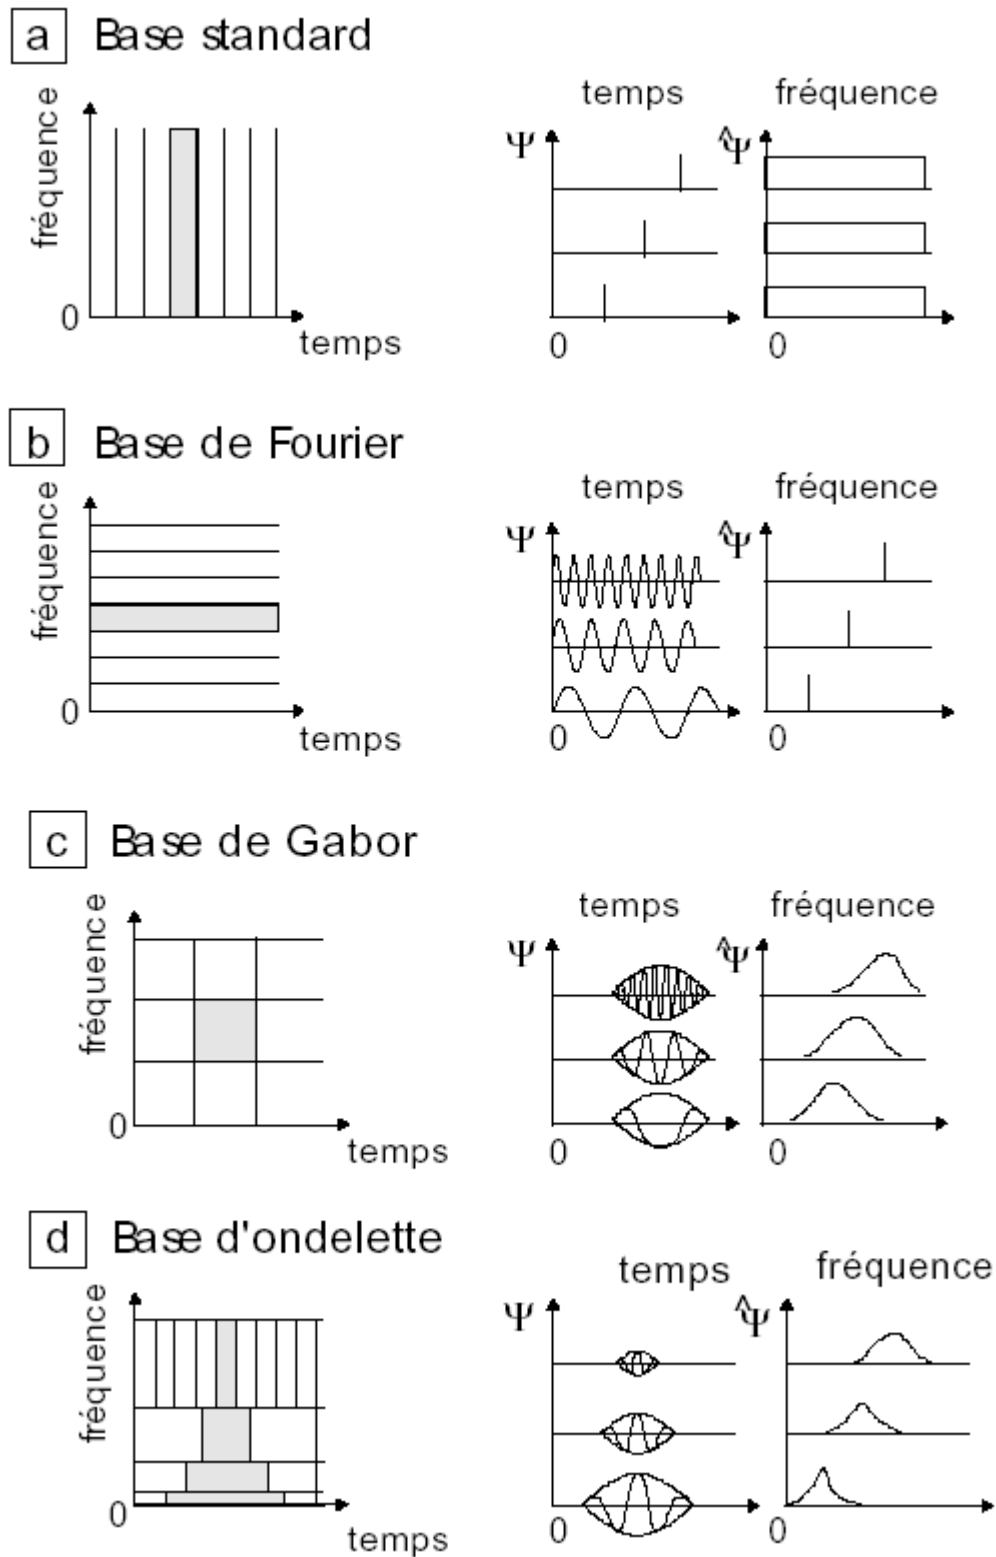 a Base standard
temps fréquence
fréquence
Ψ ^Ψ
0 temps 0 0
b Base de Fourier
temps fréquence
fréquence
Ψ ^Ψ
0 temps 0 0
c Base de Gabor
temps fréquence
fréquence
Ψ ^Ψ
0 temps 0 0
d Base d'ondelette
temps fréquence
fréquence
Ψ ^Ψ
0 temps 0 0